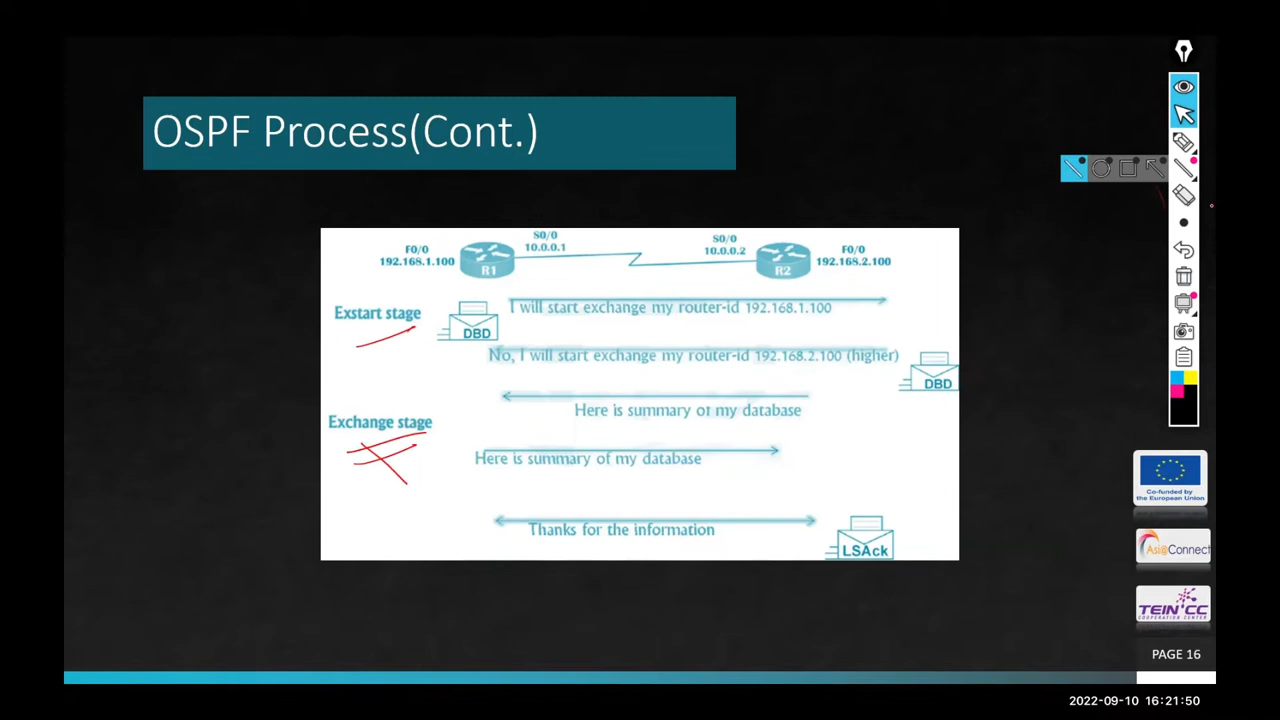 OSPF Process(Cont.)
S0/0
10.0.0.1
S0/0
10.0.0.2
F0/0
192.168.1.100
F0/0
192.168.2.100
R1
R2
Exstart stage
I will start exchange my router-id 192.168.1.100
DBD
No, I will start exchange my router-id 192.168.2.100 (higher)
DBD
Here is summary of my database
Exchange stage
Here is summary of my database
Thanks for the information
LSAck
Co-funded by
the European Union
Asi@Connect
TEIN*CC
COOPERATION CENTER
PAGE 16
2022-09-10 16:21:50